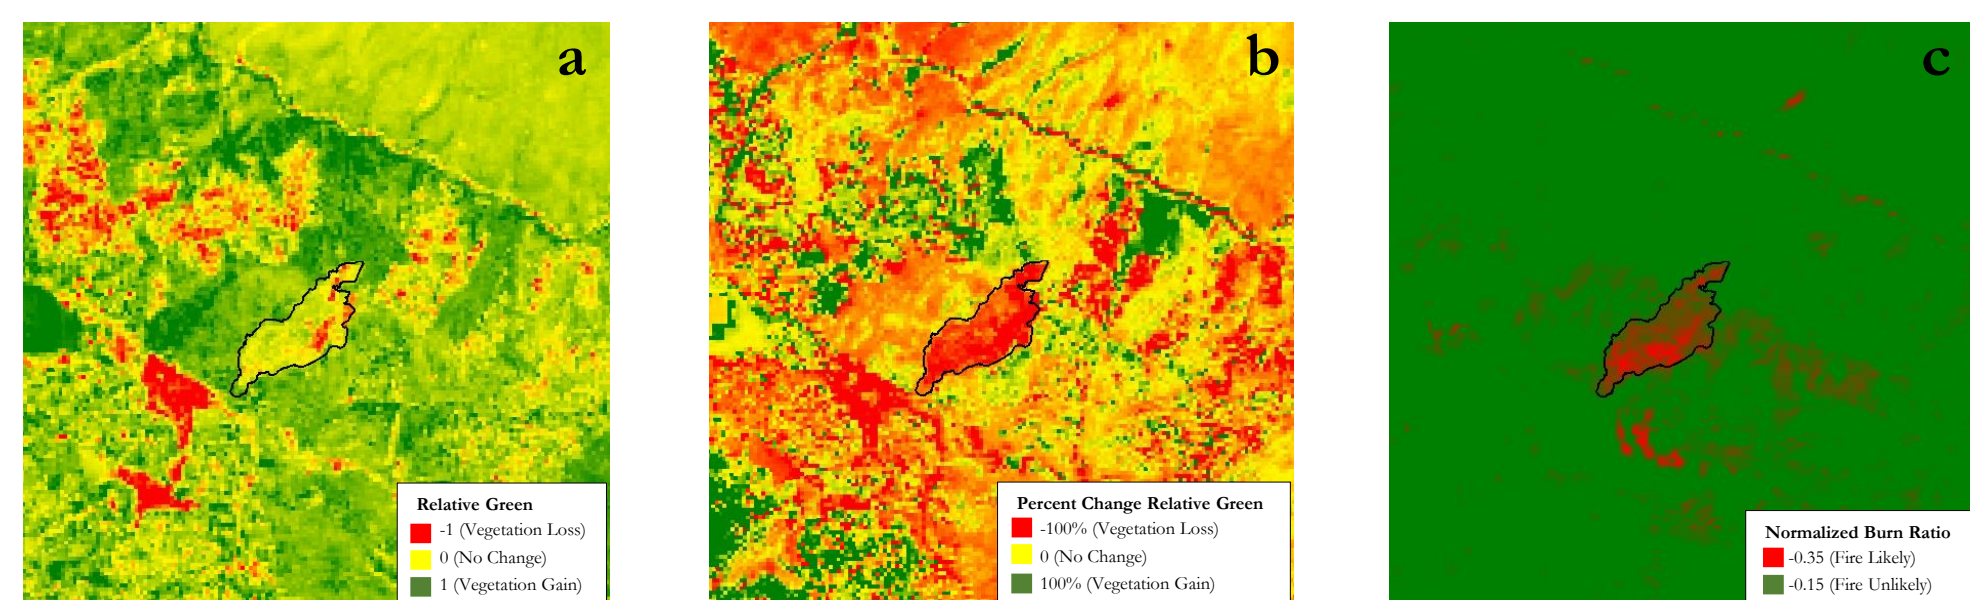 a
b
c
Relative Green
-1 (Vegetation Loss)
0 (No Change)
1 (Vegetation Gain)
Percent Change Relative Green
-100% (Vegetation Loss)
0 (No Change)
100% (Vegetation Gain)
Normalized Burn Ratio
-0.35 (Fire Likely)
-0.15 (Fire Unlikely)